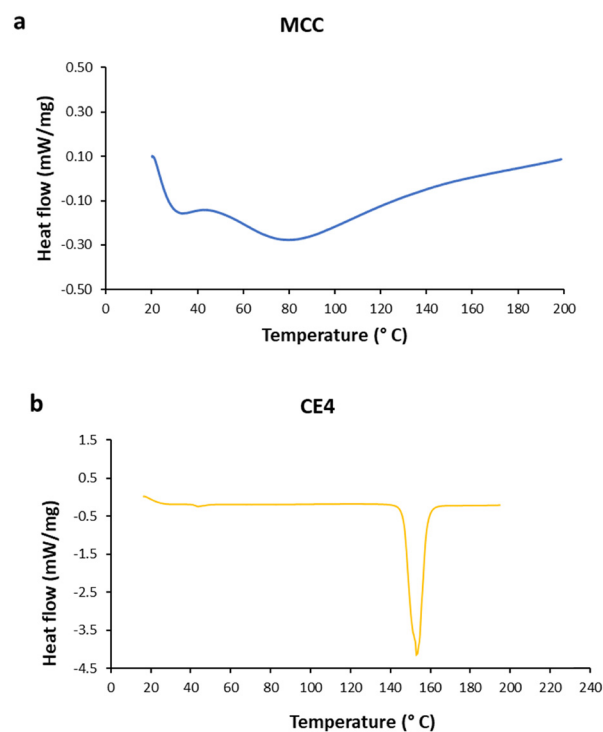 a
MCC
0.50
0.30
0.10
-0.10
-0.30
-0.50
Heat flow (mW/mg)
0 20 40 60 80 100 120 140 160 180 200
Temperature (° C)
b
CE4
1.5
0.5
-0.5
-1.5
-2.5
-3.5
-4.5
Heat flow (mW/mg)
0 20 40 60 80 100 120 140 160 180 200 220 240
Temperature (° C)